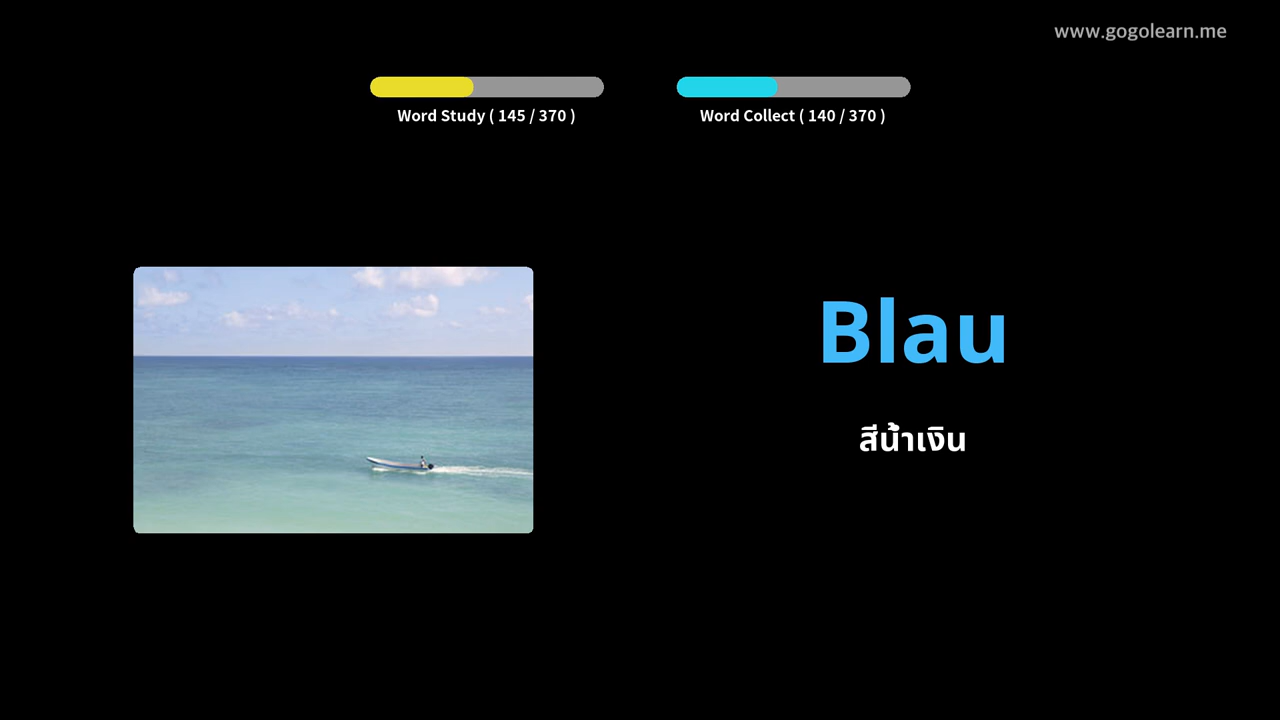 www.gogolearn.me
Word Study ( 145 / 370 )
Word Collect ( 140 / 370 )
Blau
สีน้ำเงิน